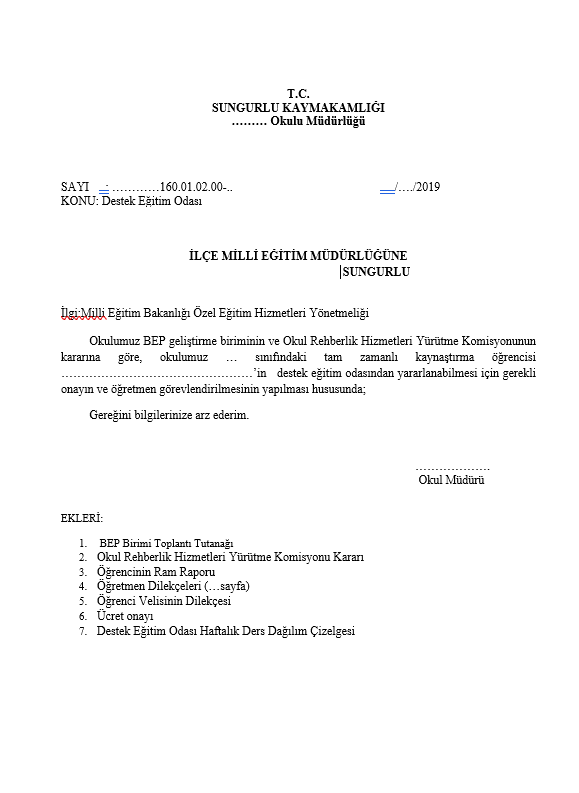 T.C.
SUNGURLU KAYMAKAMLIĞI
……… Okulu Müdürlüğü
SAYI   : …………160.01.02.00-..      /…./2019
KONU: Destek Eğitim Odası
İLÇE MİLLİ EĞİTİM MÜDÜRLÜĞÜNE
SUNGURLU
İlgi:Milli Eğitim Bakanlığı Özel Eğitim Hizmetleri Yönetmeliği
Okulumuz BEP geliştirme biriminin ve Okul Rehberlik Hizmetleri Yürütme Komisyonunun
kararına göre, okulumuz … sınıfındaki tam zamanlı kaynaştırma öğrencisi
…………………………………………’in destek eğitim odasından yararlanabilmesi için gerekli
onayın ve öğretmen görevlendirilmesinin yapılması hususunda;
Gereğini bilgilerinize arz ederim.
……………….
Okul Müdürü
EKLERİ:
1. BEP Birimi Toplantı Tutanağı
2. Okul Rehberlik Hizmetleri Yürütme Komisyonu Kararı
3. Öğrencinin Ram Raporu
4. Öğretmen Dilekçeleri (…sayfa)
5. Öğrenci Velisinin Dilekçesi
6. Ücret onayı
7. Destek Eğitim Odası Haftalık Ders Dağılım Çizelgesi